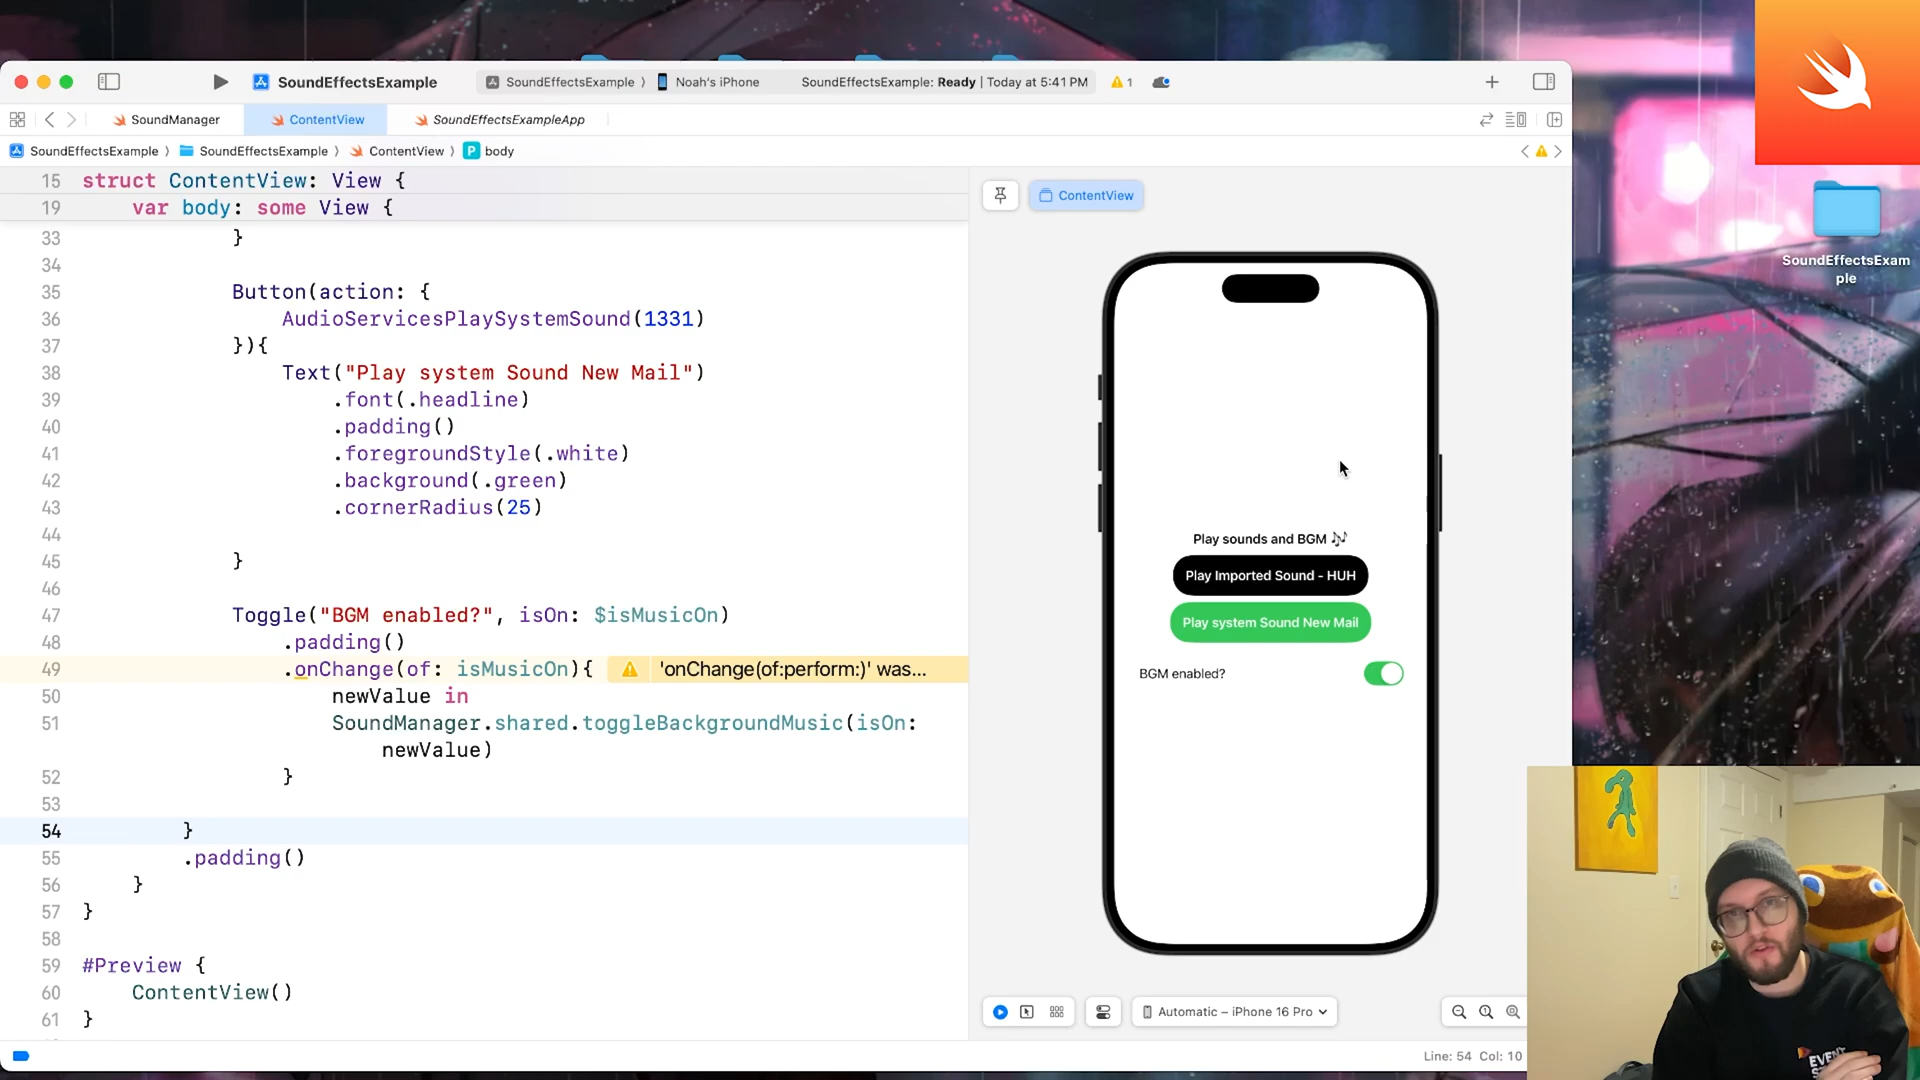 SoundEffectsExample
SoundEffectsExample 〉 Noah's iPhone
SoundEffectsExample: Ready | Today at 5:41 PM
1
SoundManager
ContentView
SoundEffectsExampleApp
SoundEffectsExample 〉 SoundEffectsExample 〉 ContentView 〉 P body
15 struct ContentView: View {
19 var body: some View {
33 }
34
35 Button(action: {
36 AudioServicesPlaySystemSound(1331)
37 }){
38 Text("Play system Sound New Mail")
39 .font(.headline)
40 .padding()
41 .foregroundStyle(.white)
42 .background(.green)
43 .cornerRadius(25)
44
45 }
46
47 Toggle("BGM enabled?", isOn: $isMusicOn)
48 .padding()
49 .onChange(of: isMusicOn){ 'onChange(of:perform:)' was...
50 newValue in
51 SoundManager.shared.toggleBackgroundMusic(isOn:
newValue)
52 }
53
54 }
55 .padding()
56 }
57 }
58
59 #Preview {
60 ContentView()
61 }
ContentView
Play sounds and BGM 🎶
Play Imported Sound - HUH
Play system Sound New Mail
BGM enabled?
Automatic – iPhone 16 Pro
Line: 54 Col: 10
SoundEffectsExam
ple
EVENT